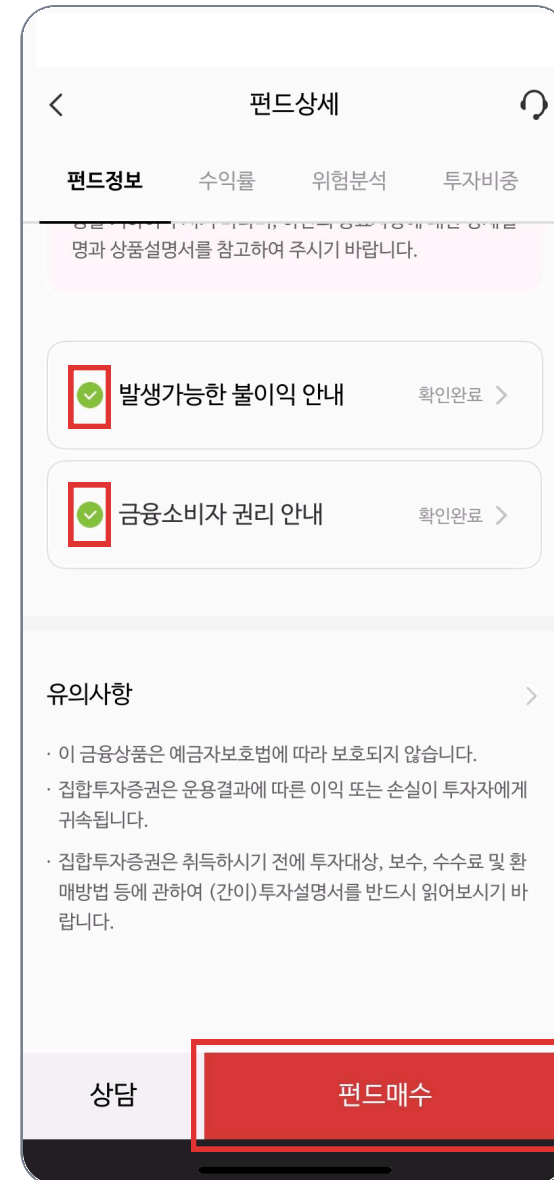 펀드상세
펀드정보 수익률 위험분석 투자비중
명과 상품설명서를 참고하여 주시기 바랍니다.
발생가능한 불이익 안내 확인완료
금융소비자 권리 안내 확인완료
유의사항
· 이 금융상품은 예금자보호법에 따라 보호되지 않습니다.
· 집합투자증권은 운용결과에 따른 이익 또는 손실이 투자자에게
귀속됩니다.
· 집합투자증권은 취득하시기 전에 투자대상, 보수, 수수료 및 환
매방법 등에 관하여 (간이)투자설명서를 반드시 읽어보시기 바
랍니다.
상담 펀드매수